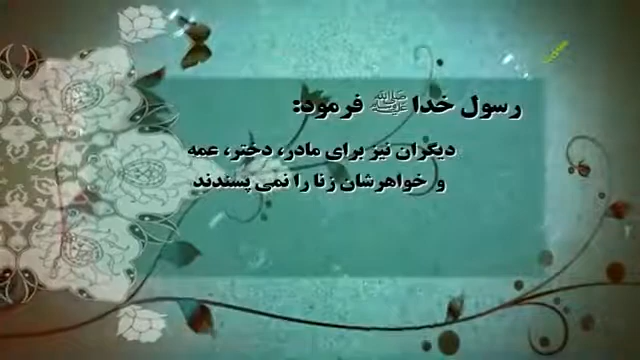 رسول خدا ﷺ فرمود:
دیگران نیز برای مادر، دختر، عمه
و خواهرشان زنا را نمی پسندند